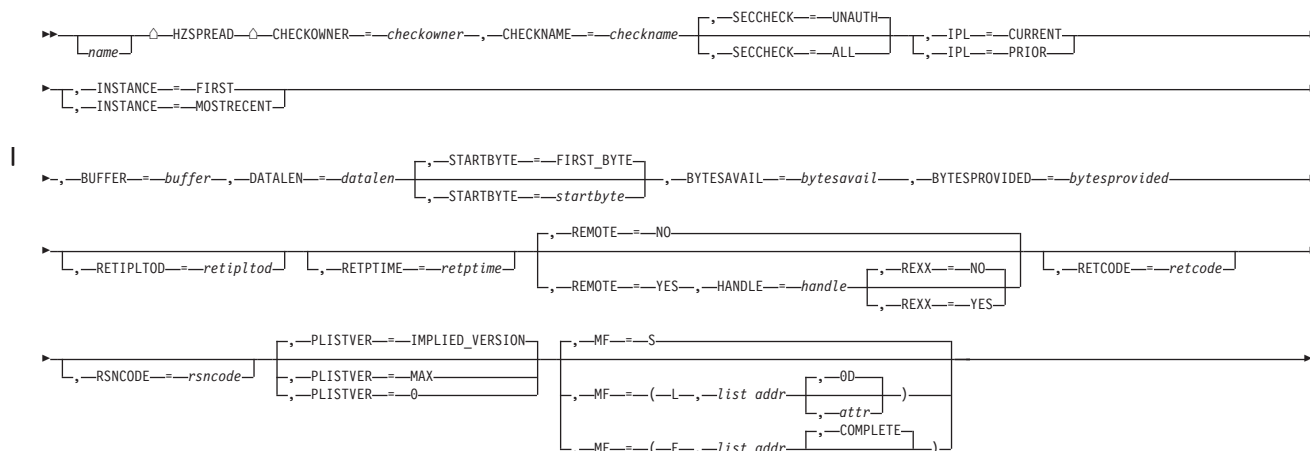 , SECCHECK = UNAUTH
name HZSPREAD CHECKOWNER = checkowner , CHECKNAME = checkname , SECCHECK = ALL , IPL = CURRENT
, IPL = PRIOR
, INSTANCE = FIRST
, INSTANCE = MOSTRECENT
, STARTBYTE = FIRST_BYTE
, BUFFER = buffer , DATALEN = datalen , STARTBYTE = startbyte , BYTESAVAIL = bytesavail , BYTESPROVIDED = bytesprovided
, REMOTE = NO
, RETIPLTOD = retipltod , RETPTIME = retptime , REMOTE = YES , HANDLE = handle , REXX = NO , RETCODE = retcode
, REXX = YES
, PLISTVER = IMPLIED_VERSION , MF = S
, RSNCODE = rsncode , PLISTVER = MAX , 0D
, PLISTVER = 0 , MF = ( L , list addr , attr )
, COMPLETE
, MF = ( E , list addr )